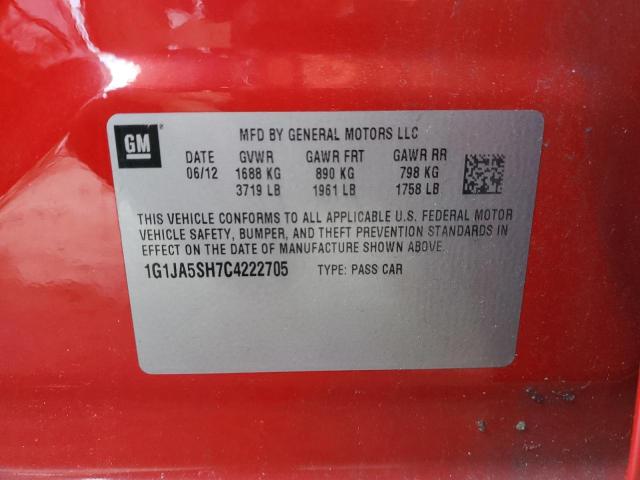 GM
MFD BY GENERAL MOTORS LLC
DATE GVWR GAWR FRT GAWR RR
06/12 1688 KG 890 KG 798 KG
3719 LB 1961 LB 1758 LB
THIS VEHICLE CONFORMS TO ALL APPLICABLE U.S. FEDERAL MOTOR
VEHICLE SAFETY, BUMPER, AND THEFT PREVENTION STANDARDS IN
EFFECT ON THE DATE OF MANUFACTURE SHOWN ABOVE.
1G1JA5SH7C4222705 TYPE: PASS CAR